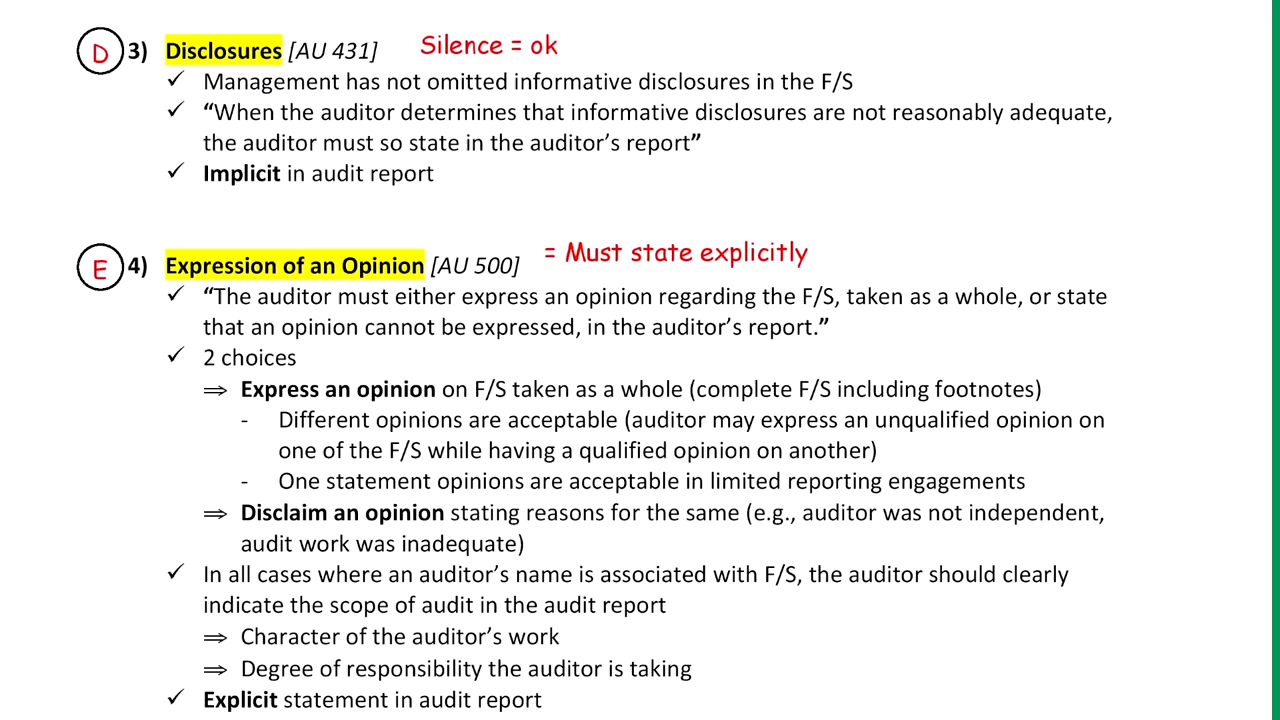 D 3) Disclosures [AU 431] Silence = ok
✓ Management has not omitted informative disclosures in the F/S
✓ “When the auditor determines that informative disclosures are not reasonably adequate,
the auditor must so state in the auditor’s report”
✓ Implicit in audit report
E 4) Expression of an Opinion [AU 500] = Must state explicitly
✓ “The auditor must either express an opinion regarding the F/S, taken as a whole, or state
that an opinion cannot be expressed, in the auditor’s report.”
✓ 2 choices
⇒ Express an opinion on F/S taken as a whole (complete F/S including footnotes)
- Different opinions are acceptable (auditor may express an unqualified opinion on
one of the F/S while having a qualified opinion on another)
- One statement opinions are acceptable in limited reporting engagements
⇒ Disclaim an opinion stating reasons for the same (e.g., auditor was not independent,
audit work was inadequate)
✓ In all cases where an auditor’s name is associated with F/S, the auditor should clearly
indicate the scope of audit in the audit report
⇒ Character of the auditor’s work
⇒ Degree of responsibility the auditor is taking
✓ Explicit statement in audit report